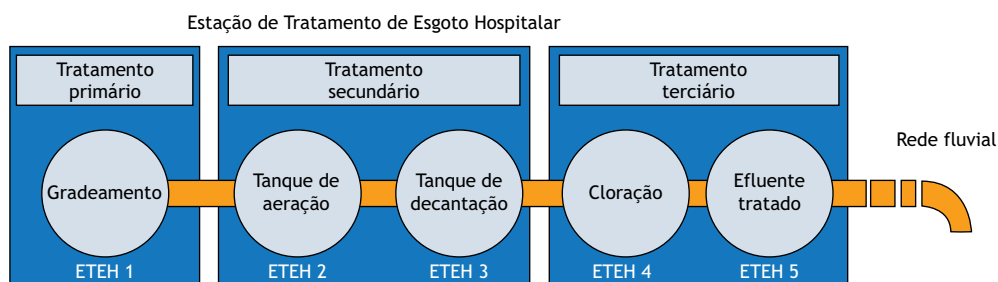 Estação de Tratamento de Esgoto Hospitalar
Tratamento
primário
Tratamento
secundário
Tratamento
terciário
Rede fluvial
Gradeamento
Tanque de
aeração
Tanque de
decantação
Cloração
Efluente
tratado
ETEH 1
ETEH 2
ETEH 3
ETEH 4
ETEH 5